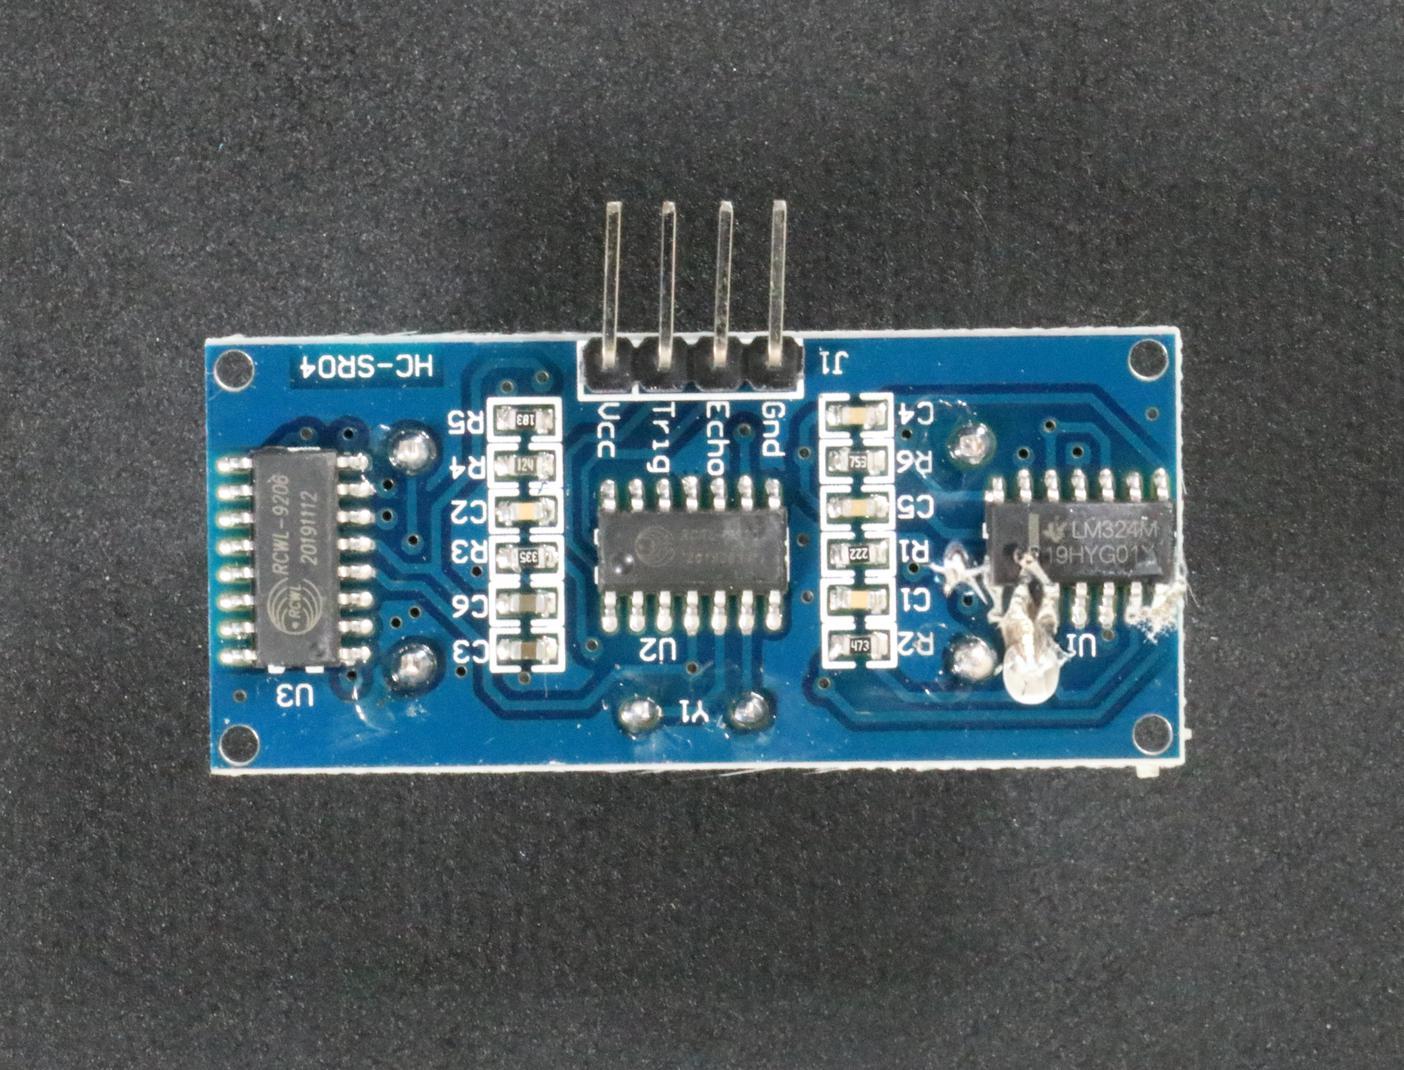 HC-SR04
J1
Vcc
Trig
Echo
Gnd
R5
183
R4
124
C2
R3
335
C6
C3
C4
R6
753
C5
R1
222
C1
R2
473
RCWL-9206
20191112
RCWL
U3
U2
Y1
LM324M
19HYG01
U1